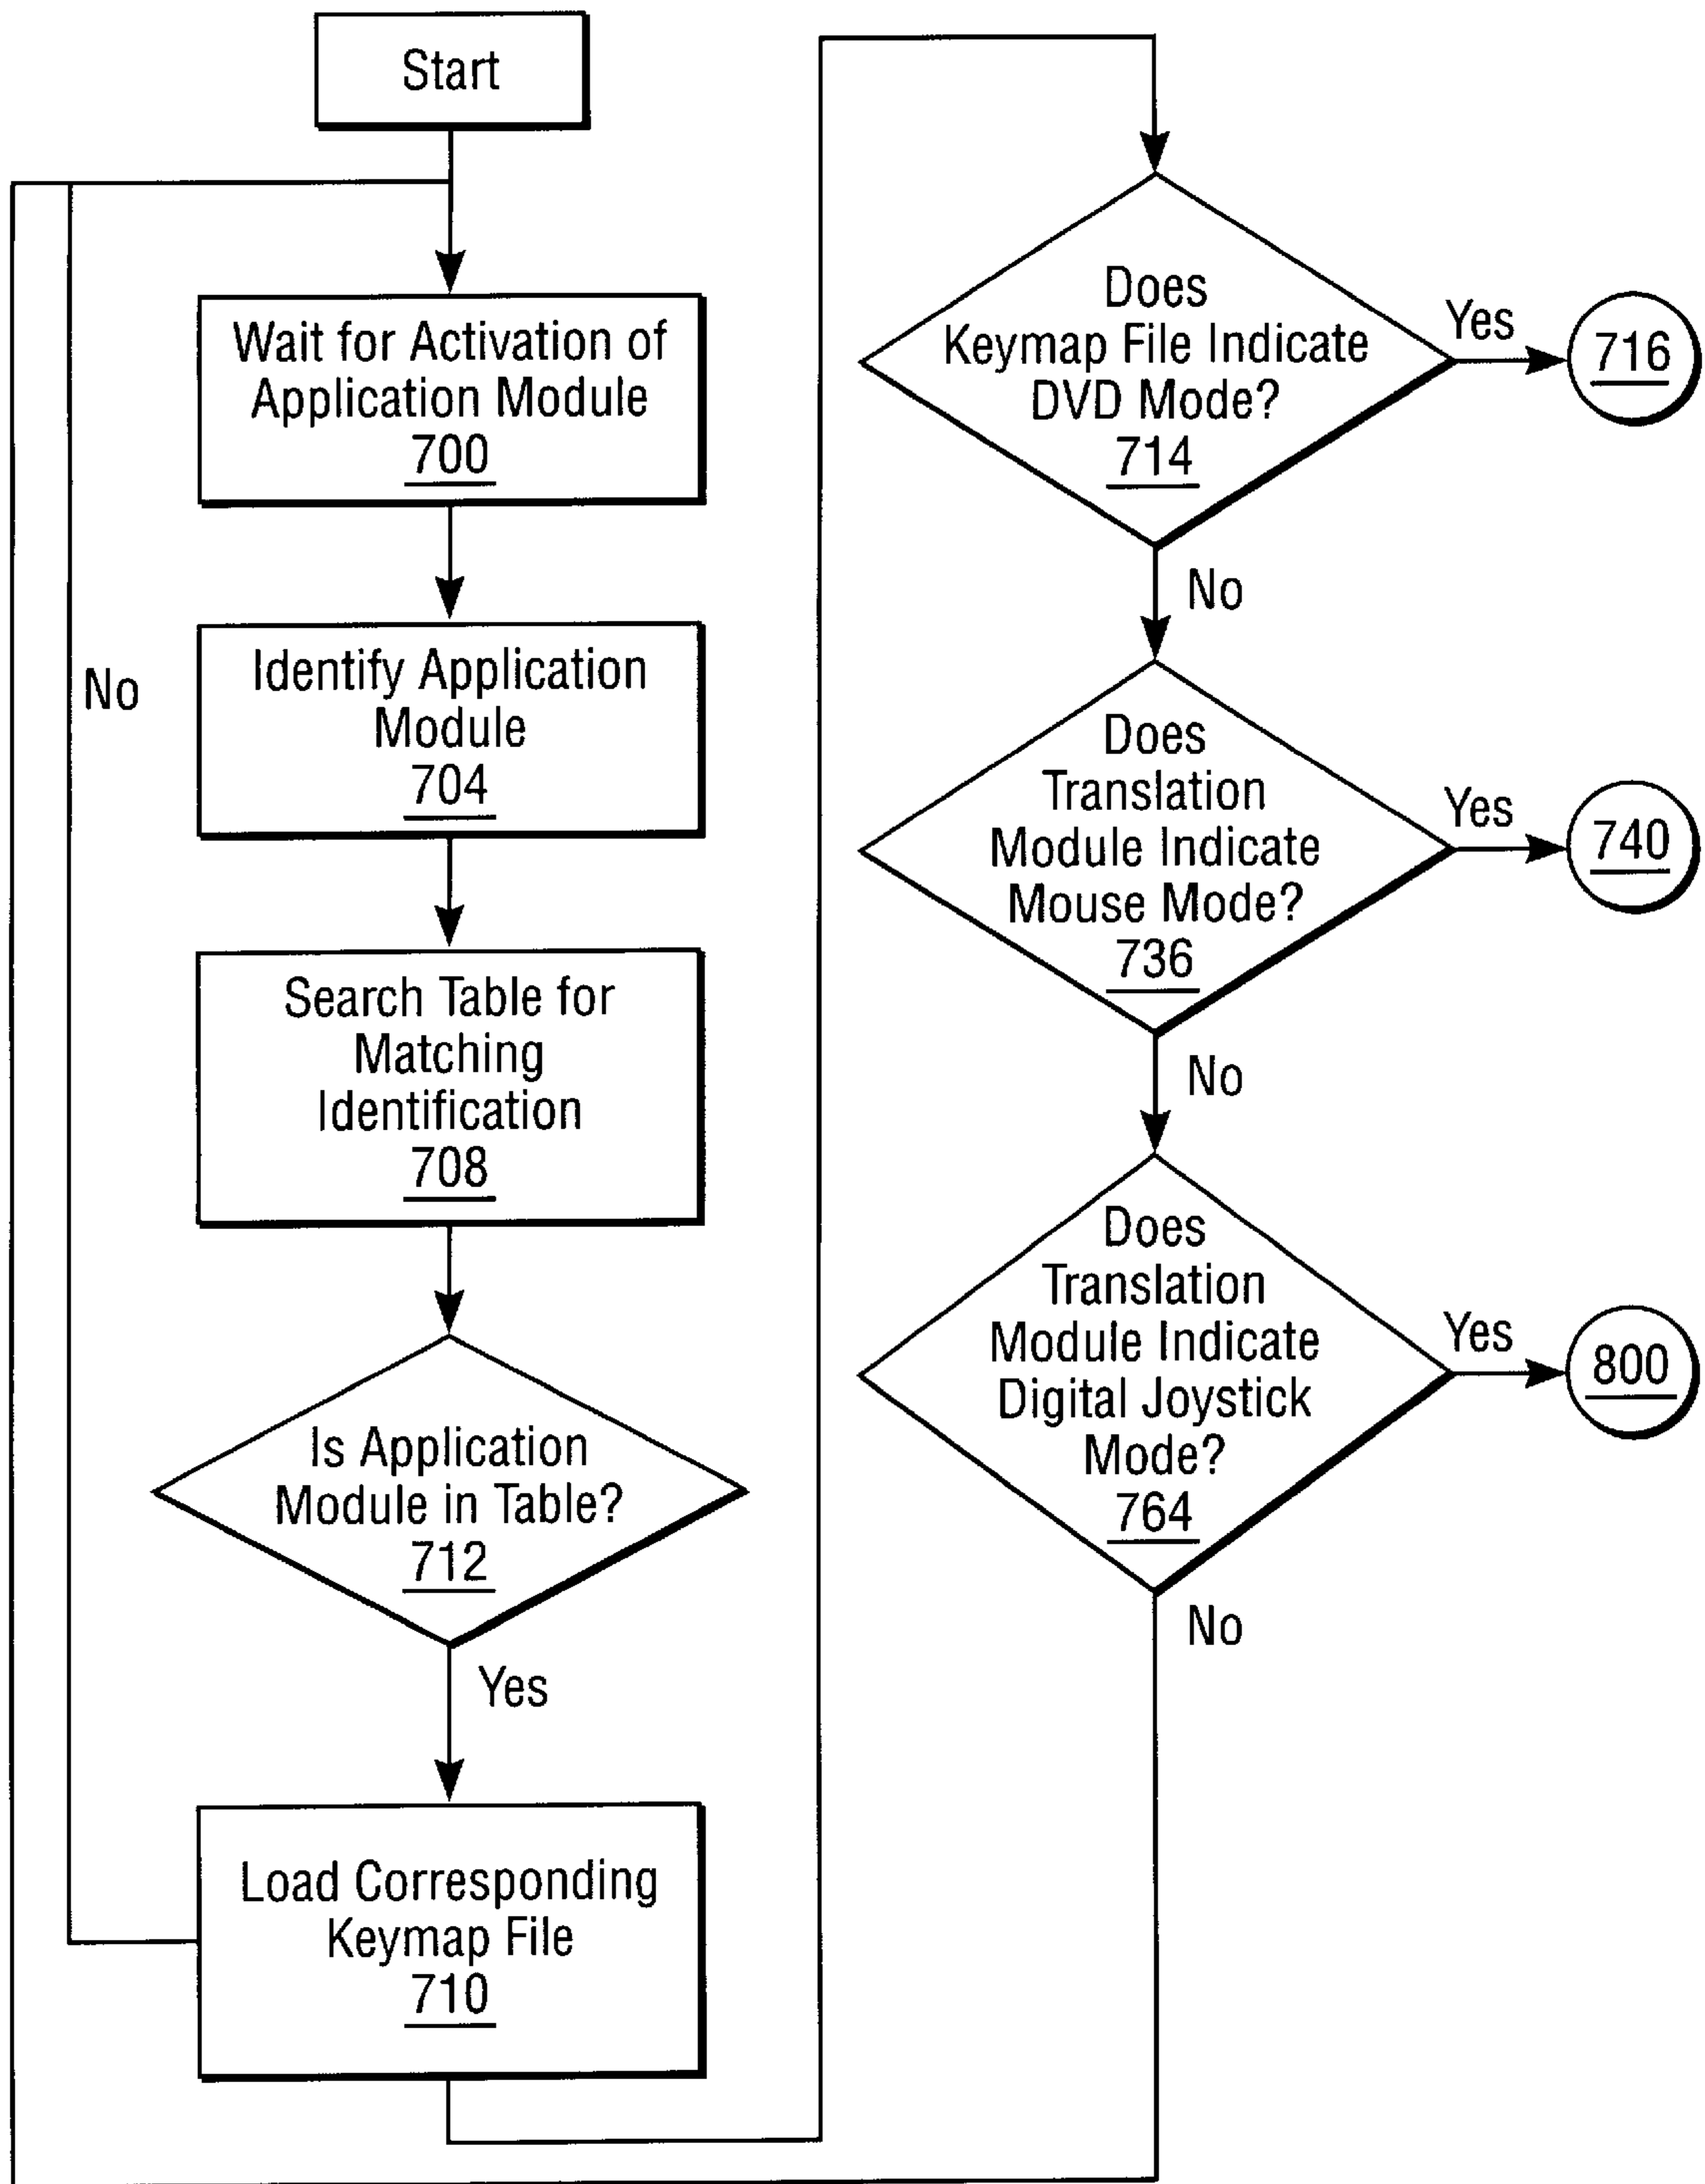 Start
Wait for Activation of
Application Module
700
Identify Application
Module
704
No
Search Table for
Matching
Identification
708
Is Application
Module in Table?
712
Yes
Load Corresponding
Keymap File
710
Does
Keymap File Indicate
DVD Mode?
714
Yes
716
No
Does
Translation
Module Indicate
Mouse Mode?
736
Yes
740
No
Does
Translation
Module Indicate
Digital Joystick
Mode?
764
Yes
800
No